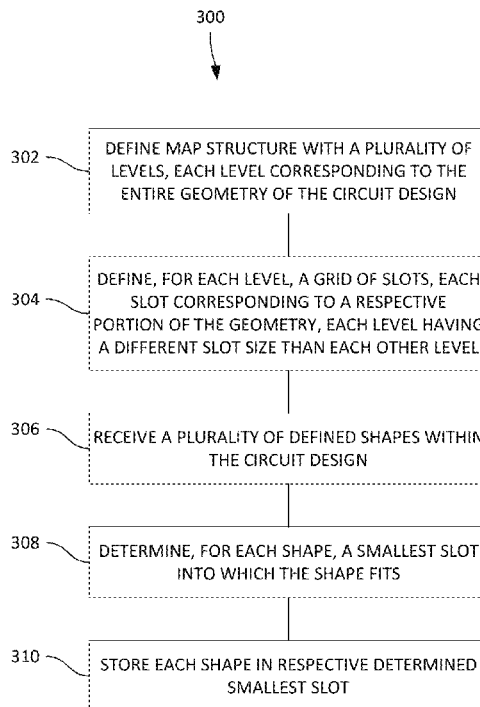 300
302
DEFINE MAP STRUCTURE WITH A PLURALITY OF
LEVELS, EACH LEVEL CORRESPONDING TO THE
ENTIRE GEOMETRY OF THE CIRCUIT DESIGN
304
DEFINE, FOR EACH LEVEL, A GRID OF SLOTS, EACH
SLOT CORRESPONDING TO A RESPECTIVE
PORTION OF THE GEOMETRY, EACH LEVEL HAVING
A DIFFERENT SLOT SIZE THAN EACH OTHER LEVEL
306
RECEIVE A PLURALITY OF DEFINED SHAPES WITHIN
THE CIRCUIT DESIGN
308
DETERMINE, FOR EACH SHAPE, A SMALLEST SLOT
INTO WHICH THE SHAPE FITS
310
STORE EACH SHAPE IN RESPECTIVE DETERMINED
SMALLEST SLOT